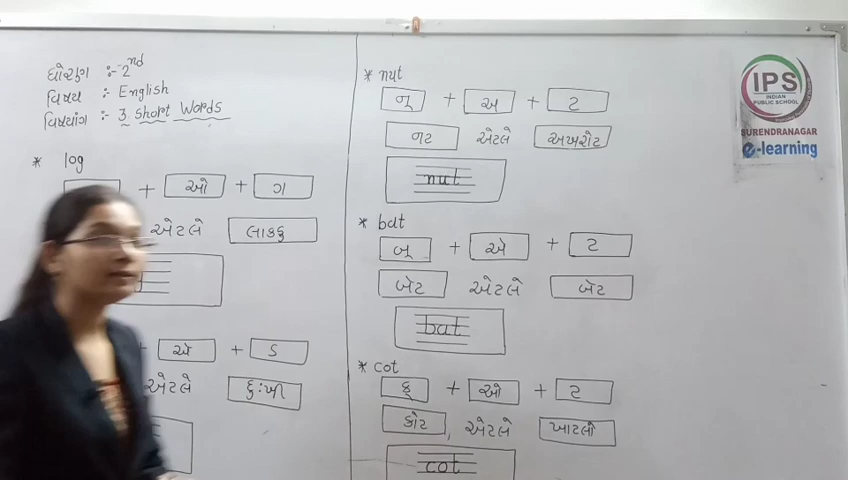 ધોરણ :- 2nd
વિષય :- English
વિષયાંગ :- 3 Short Words
* log
+ ઓ + ગ
એટલે લાકડુ
+ એ + ડ
એટલે દુઃખી
* nut
ન્ + અ + ટ
નટ એટલે અખરોટ
nut
* bat
બ્ + એ + ટ
બેટ એટલે બેટ
bat
* cot
ક્ + ઓ + ટ
કોટ, એટલે ખાટલો
cot
IPS
INDIAN
PUBLIC SCHOOL
SURENDRANAGAR
e-learning